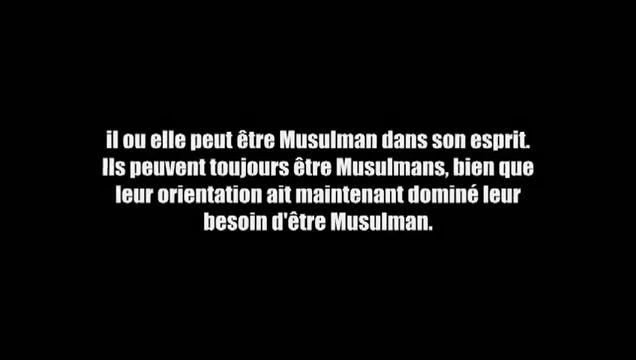 il ou elle peut être Musulman dans son esprit.
Ils peuvent toujours être Musulmans, bien que
leur orientation ait maintenant dominé leur
besoin d'être Musulman.